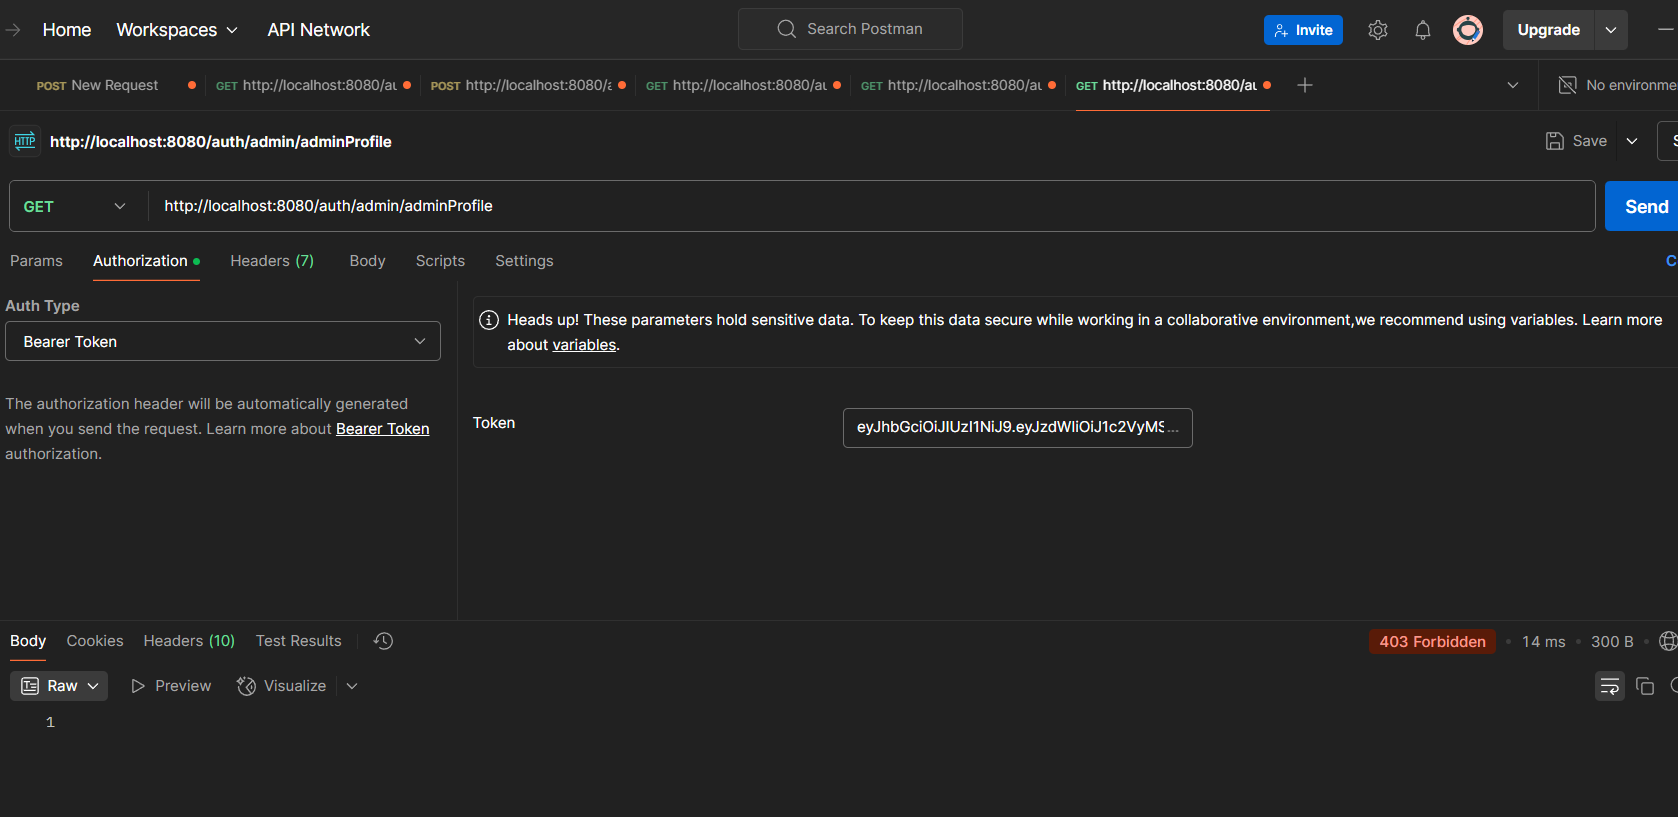 Home Workspaces API Network Search Postman Invite Upgrade
POST New Request GET http://localhost:8080/au POST http://localhost:8080/a GET http://localhost:8080/au GET http://localhost:8080/au GET http://localhost:8080/au No environme
HTTP http://localhost:8080/auth/admin/adminProfile Save S
GET http://localhost:8080/auth/admin/adminProfile Send
Params Authorization Headers (7) Body Scripts Settings C
Auth Type
Bearer Token
Heads up! These parameters hold sensitive data. To keep this data secure while working in a collaborative environment,we recommend using variables. Learn more
about variables.
The authorization header will be automatically generated
when you send the request. Learn more about Bearer Token
authorization.
Token eyJhbGciOiJIUzI1NiJ9.eyJzdWIiOiJ1c2VyMS...
Body Cookies Headers (10) Test Results 403 Forbidden 14 ms 300 B
Raw Preview Visualize
1